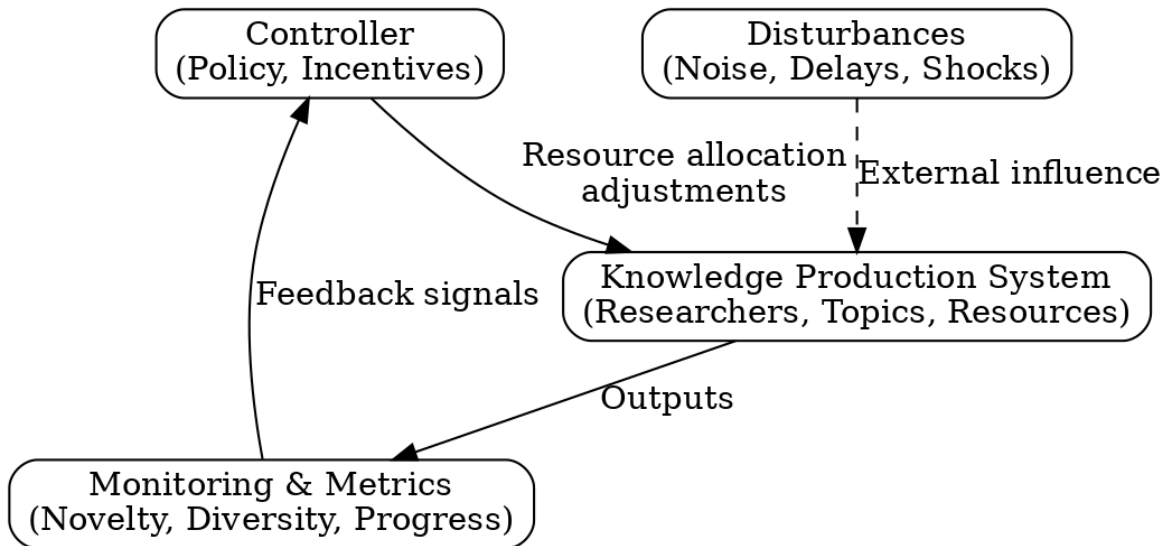 Controller
(Policy, Incentives)
Disturbances
(Noise, Delays, Shocks)
Resource allocation
adjustments
External influence
Knowledge Production System
(Researchers, Topics, Resources)
Feedback signals
Outputs
Monitoring & Metrics
(Novelty, Diversity, Progress)